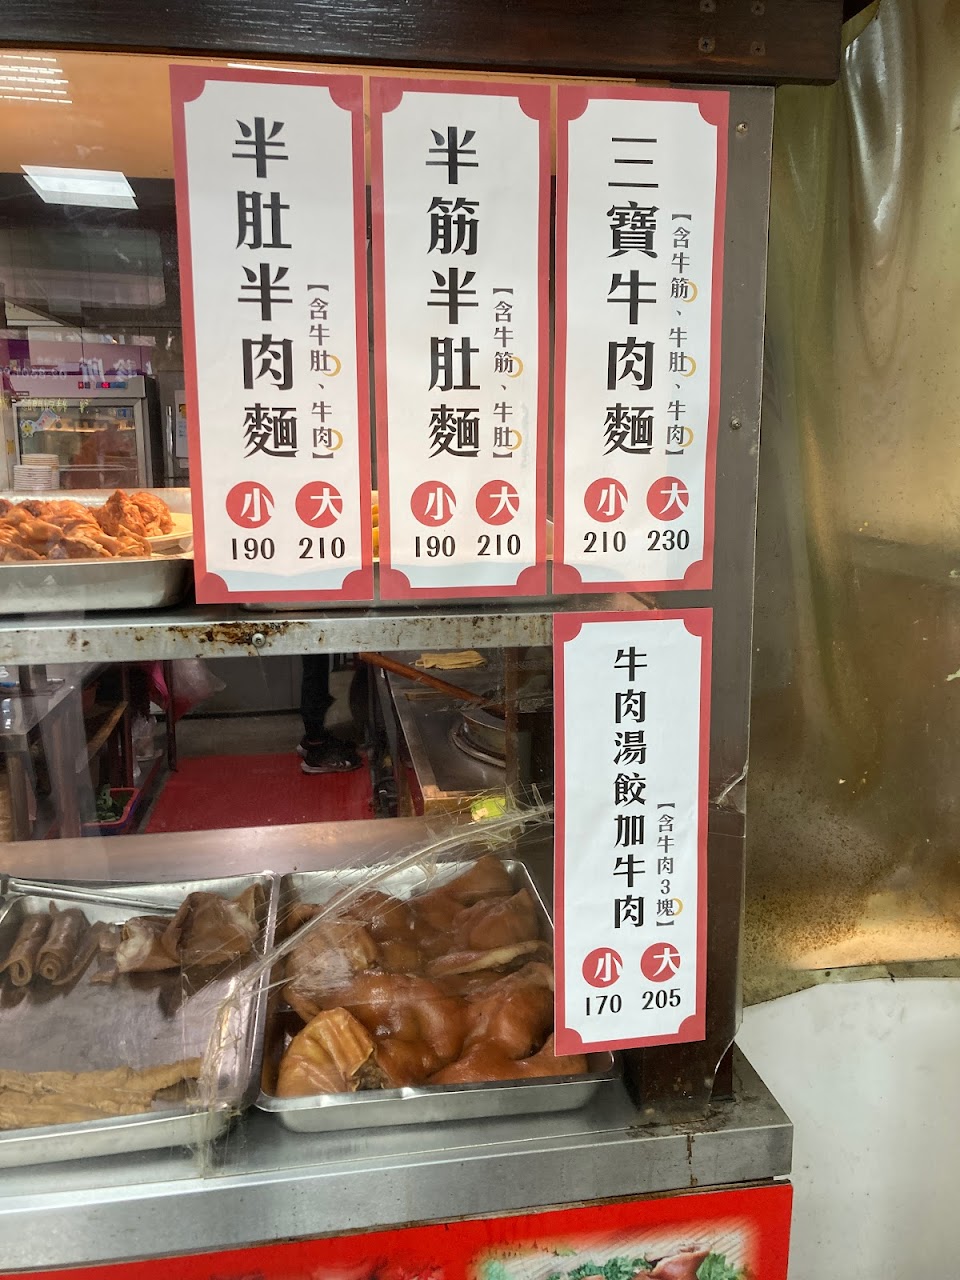 三寶牛肉麵
【含牛筋、牛肚、牛肉】
小 大
210 230
半筋半肚麵
【含牛筋、牛肚】
小 大
190 210
半肚半肉麵
【含牛肚、牛肉】
小 大
190 210
牛肉湯餃加牛肉
【含牛肉3塊】
小 大
170 205